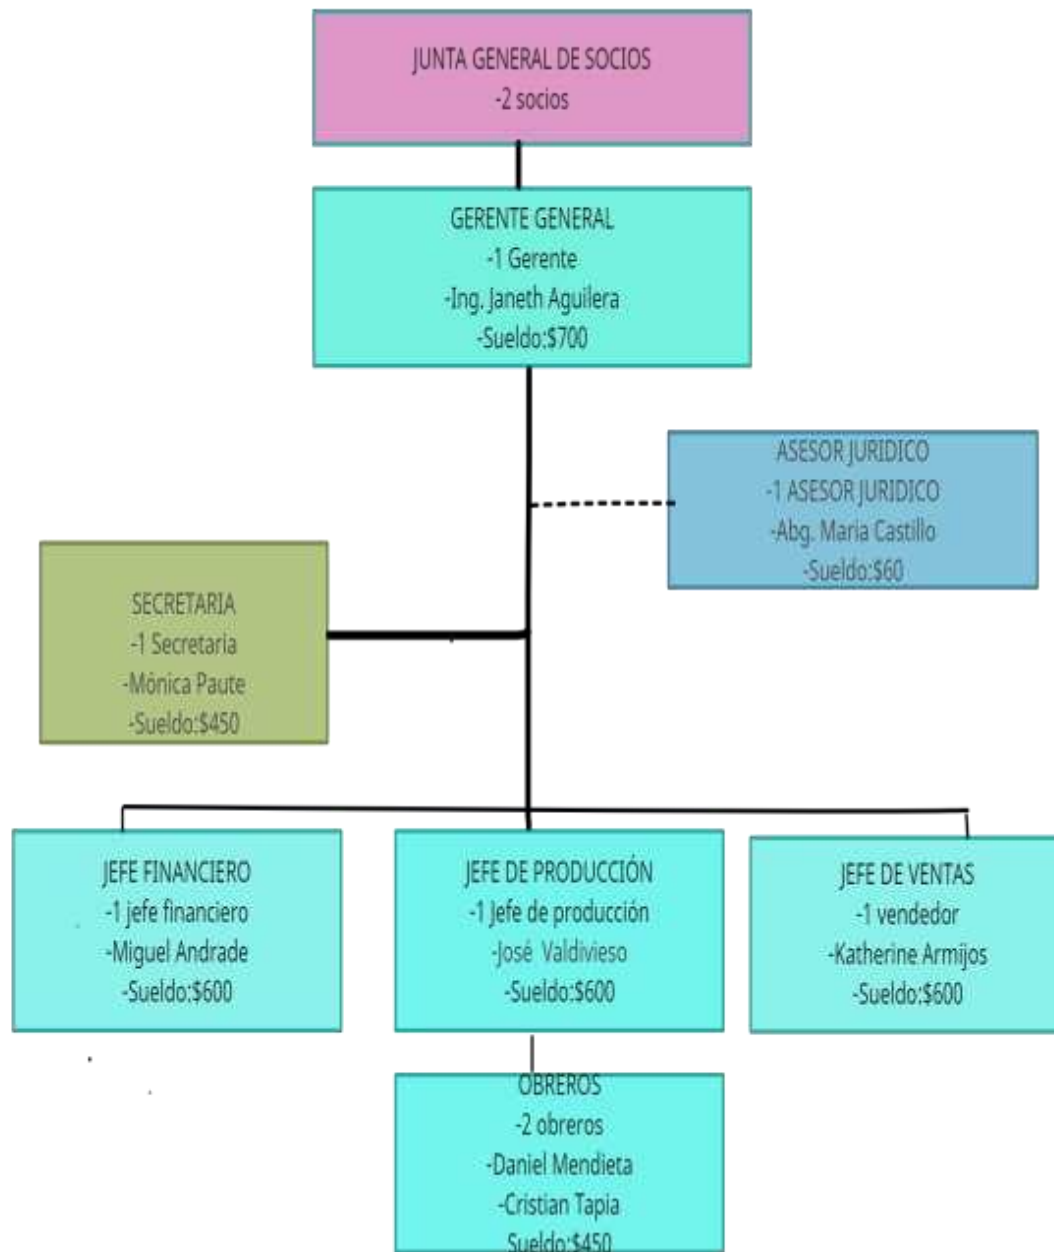 JUNTA GENERAL DE SOCIOS
-2 socios
GERENTE GENERAL
-1 Gerente
-Ing. Janeth Aguilera
-Sueldo:$700
ASESOR JURIDICO
-1 ASESOR JURIDICO
-Abg. Maria Castillo
-Sueldo:$60
SECRETARIA
-1 Secretaria
-Mónica Paute
-Sueldo:$450
JEFE FINANCIERO
-1 jefe financiero
-Miguel Andrade
-Sueldo:$600
JEFE DE PRODUCCIÓN
-1 Jefe de producción
-José Valdivieso
-Sueldo:$600
JEFE DE VENTAS
-1 vendedor
-Katherine Armijos
-Sueldo:$600
OBREROS
-2 obreros
-Daniel Mendieta
-Cristian Tapia
Sueldo:$450